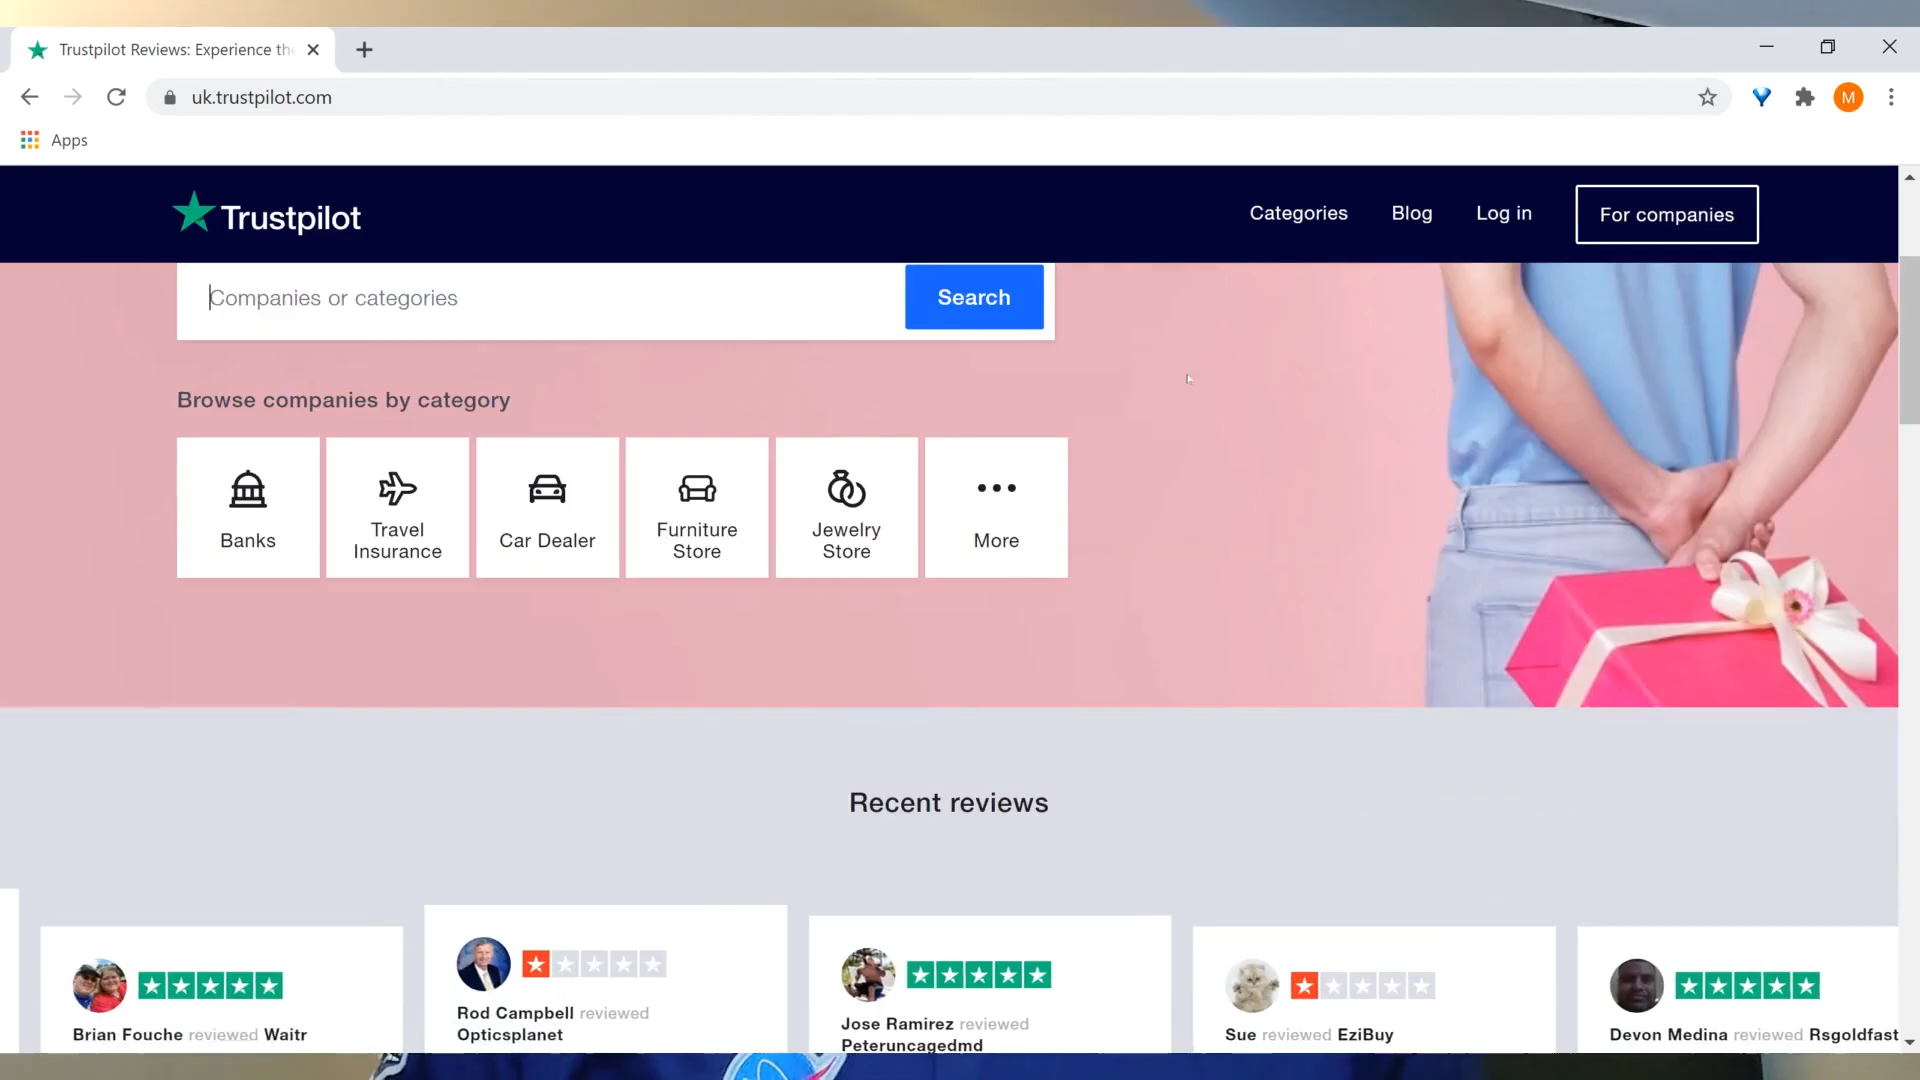 Trustpilot Reviews: Experience the
uk.trustpilot.com
M
Apps
Trustpilot
Categories
Blog
Log in
For companies
Companies or categories
Search
Browse companies by category
Banks
Travel
Insurance
Car Dealer
Furniture
Store
Jewelry
Store
More
Recent reviews
Brian Fouche reviewed Waitr
Rod Campbell reviewed
Opticsplanet
Jose Ramirez reviewed
Peteruncagedmd
Sue reviewed EziBuy
Devon Medina reviewed Rsgoldfast